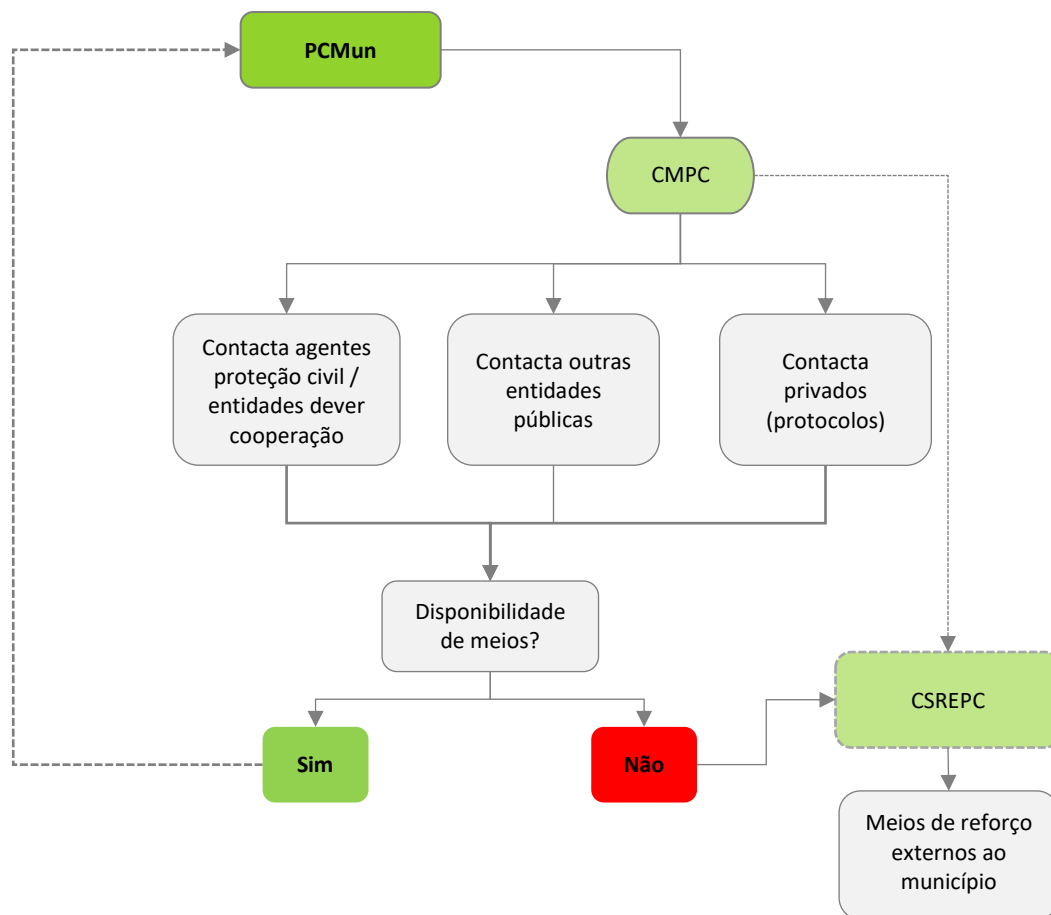 PCMun
CMPC
Contacta agentes
proteção civil /
entidades dever
cooperação
Contacta outras
entidades
públicas
Contacta
privados
(protocolos)
Disponibilidade
de meios?
CSREPC
Sim
Não
Meios de reforço
externos ao
município